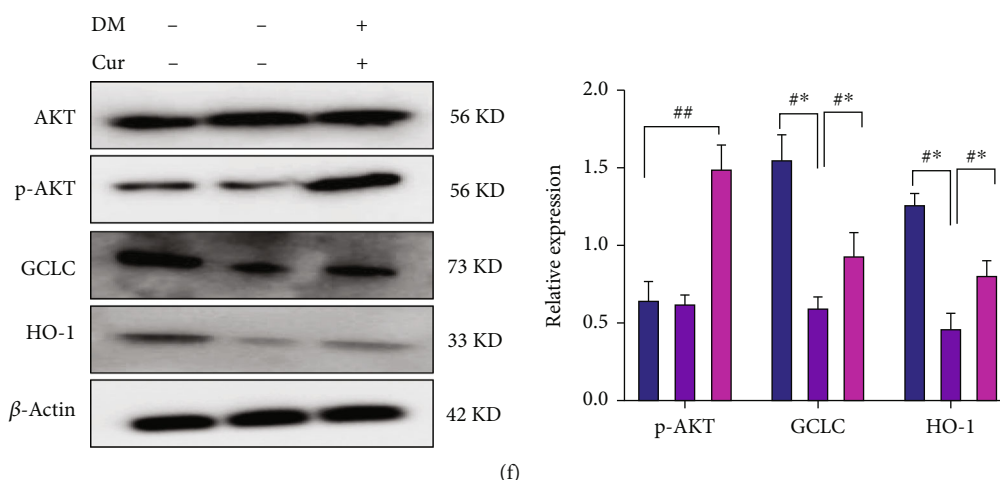 DM – – +
Cur – – +
AKT 56 KD
p-AKT 56 KD
GCLC 73 KD
HO-1 33 KD
β-Actin 42 KD
Relative expression
2.0
1.5
1.0
0.5
0.0
##
#* #*
#* #*
p-AKT GCLC HO-1
(f)